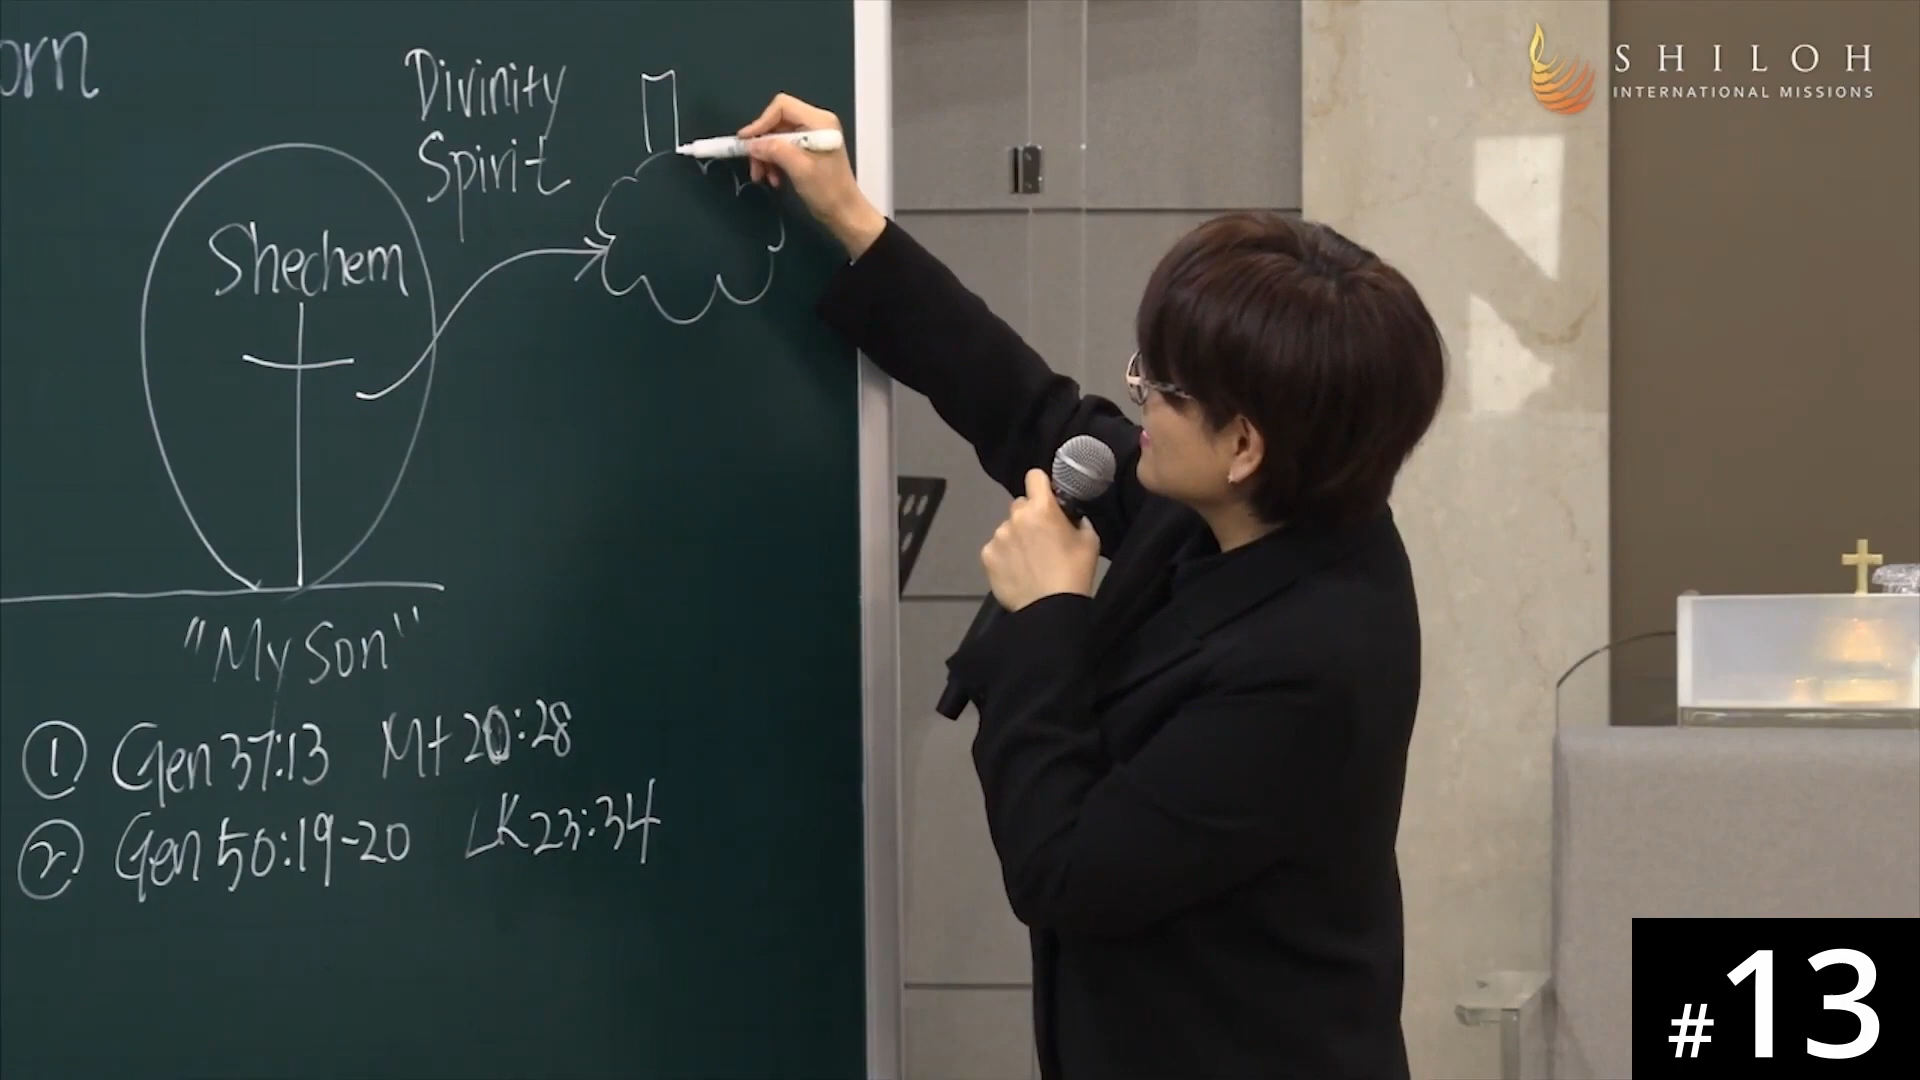 orn
Divinity
Spirit
Shechem
"My Son"
① Gen 37:13 Mt 20:28
② Gen 50:19-20 LK 23:34
SHILOH
INTERNATIONAL MISSIONS
#13